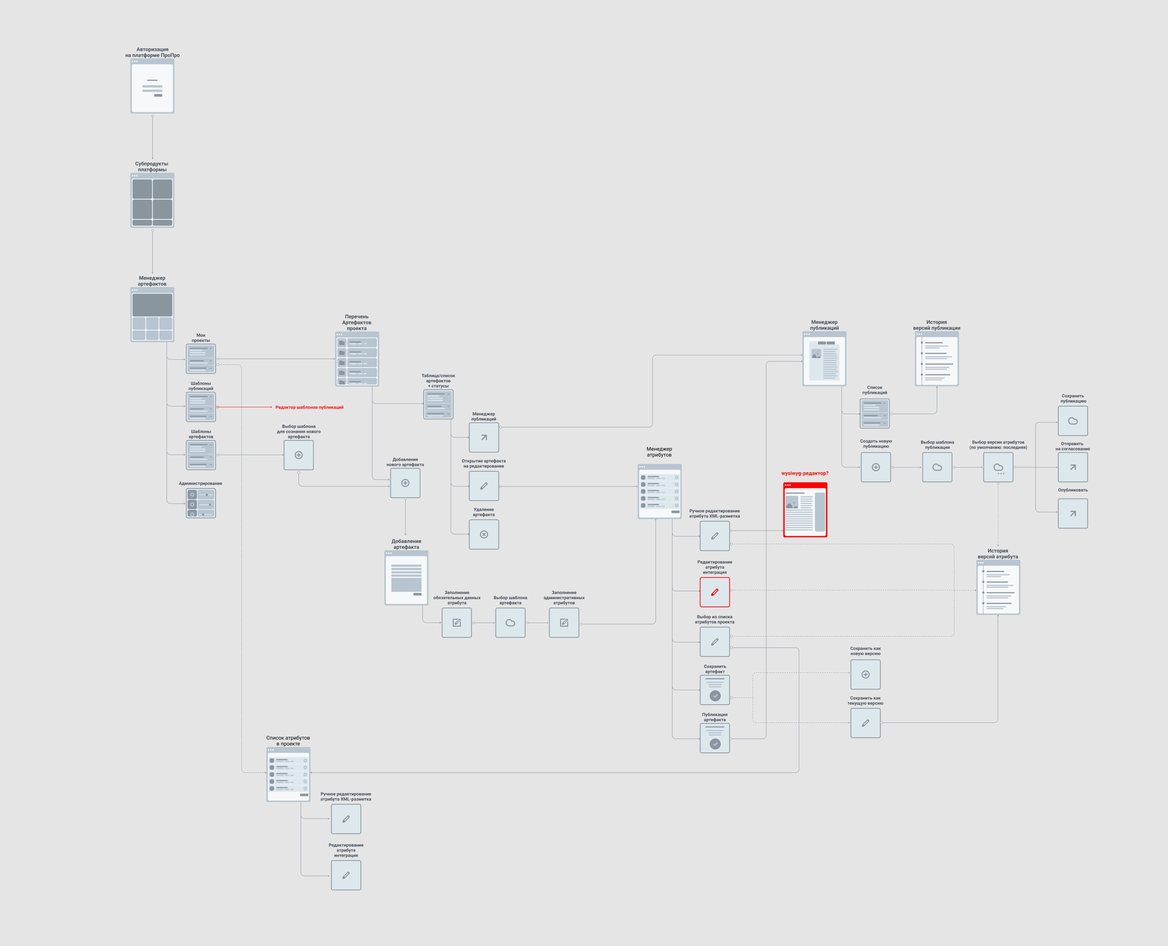 Авторизация
на платформе ПроПро
Субпродукты
платформы
Менеджер
артефактов
Мои
проекты
Шаблоны
публикаций
Редактор шаблонов публикаций
Шаблоны
артефактов
Администрирование
Выбор шаблона
для создания нового
артефакта
Перечень
Артефактов
проекта
Таблица/список
артефактов
+ статусы
Менеджер
публикаций
Открытие артефакта
на редактирование
Удаление
артефакта
Добавление
нового артефакта
Добавление
артефакта
Заполнение
обязательных данных
атрибута
Выбор шаблона
артефакта
Заполнение
административных
атрибутов
Менеджер
атрибутов
Ручное редактирование
атрибута XML-разметка
Редактирование
атрибута
интеграция
Выбор из списка
атрибутов проекта
Сохранить
артефакт
Публикация
артефакта
wysiwyg-редактор?
Менеджер
публикаций
История
версий публикации
Список
публикаций
Создать новую
публикацию
Выбор шаблона
публикации
Выбор версии атрибутов
(по умолчанию: последняя)
Сохранить
публикацию
Отправить
на согласование
Опубликовать
История
версий атрибута
Сохранить как
новую версию
Сохранить как
текущую версию
Список атрибутов
в проекте
Ручное редактирование
атрибута XML-разметка
Редактирование
атрибута
интеграция